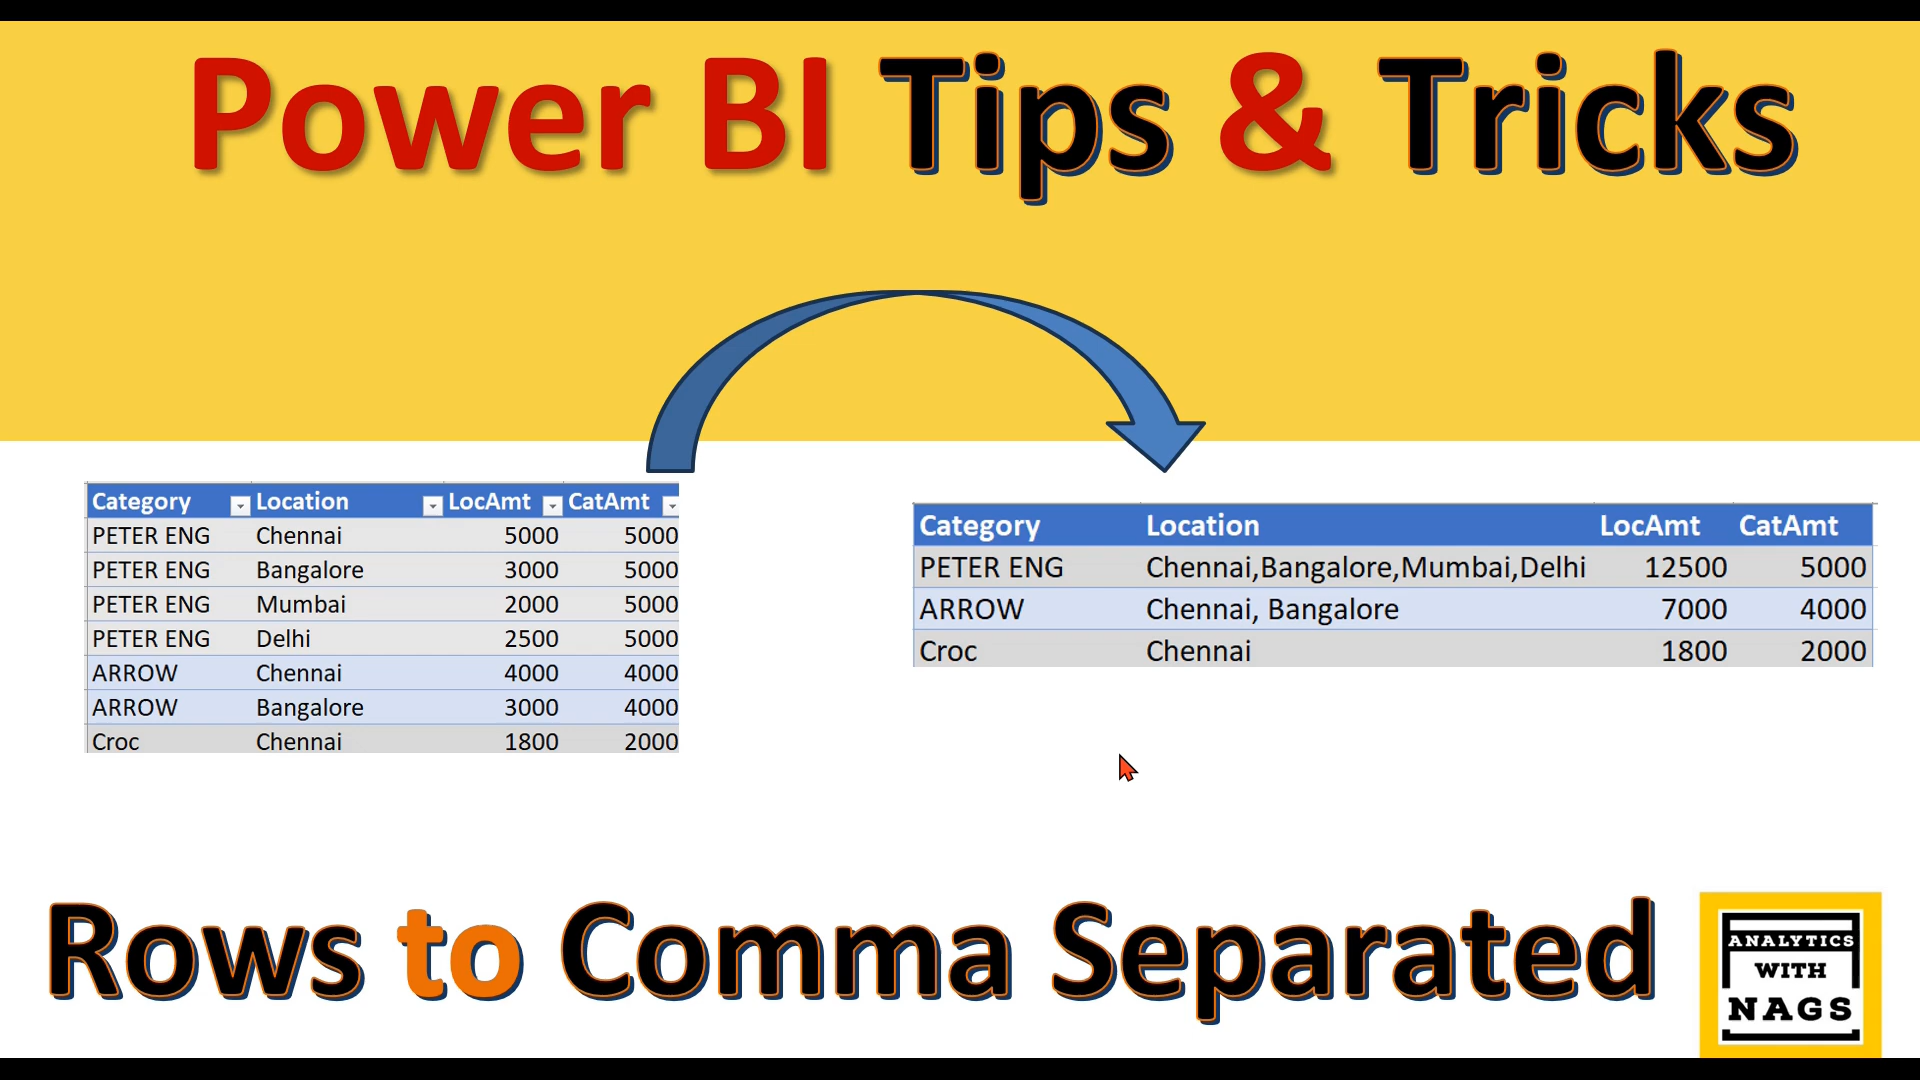 Power BI Tips & Tricks
Category Location LocAmt CatAmt
PETER ENG Chennai 5000 5000
PETER ENG Bangalore 3000 5000
PETER ENG Mumbai 2000 5000
PETER ENG Delhi 2500 5000
ARROW Chennai 4000 4000
ARROW Bangalore 3000 4000
Croc Chennai 1800 2000
Category Location LocAmt CatAmt
PETER ENG Chennai,Bangalore,Mumbai,Delhi 12500 5000
ARROW Chennai, Bangalore 7000 4000
Croc Chennai 1800 2000
Rows to Comma Separated
ANALYTICS
WITH
NAGS